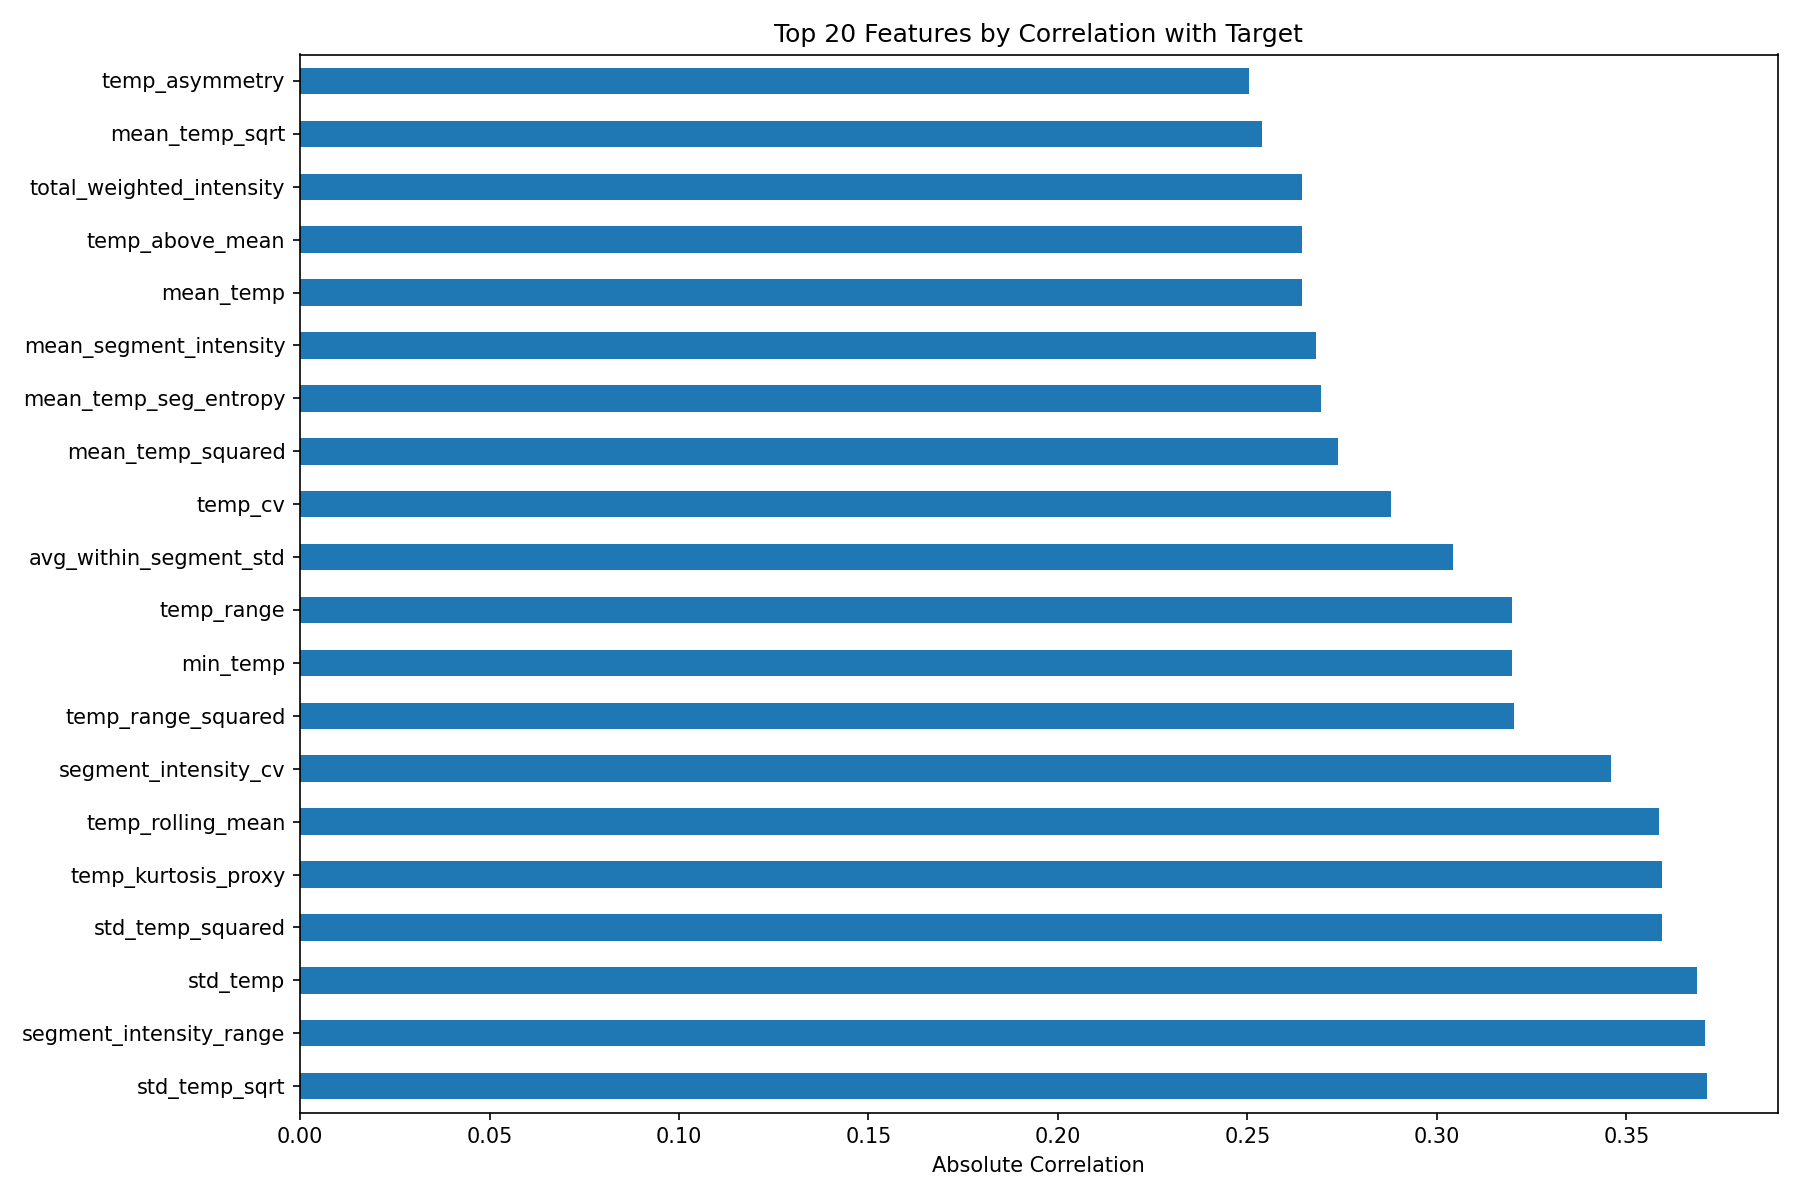 Top 20 Features by Correlation with Target
temp_asymmetry
mean_temp_sqrt
total_weighted_intensity
temp_above_mean
mean_temp
mean_segment_intensity
mean_temp_seg_entropy
mean_temp_squared
temp_cv
avg_within_segment_std
temp_range
min_temp
temp_range_squared
segment_intensity_cv
temp_rolling_mean
temp_kurtosis_proxy
std_temp_squared
std_temp
segment_intensity_range
std_temp_sqrt
0.00 0.05 0.10 0.15 0.20 0.25 0.30 0.35
Absolute Correlation